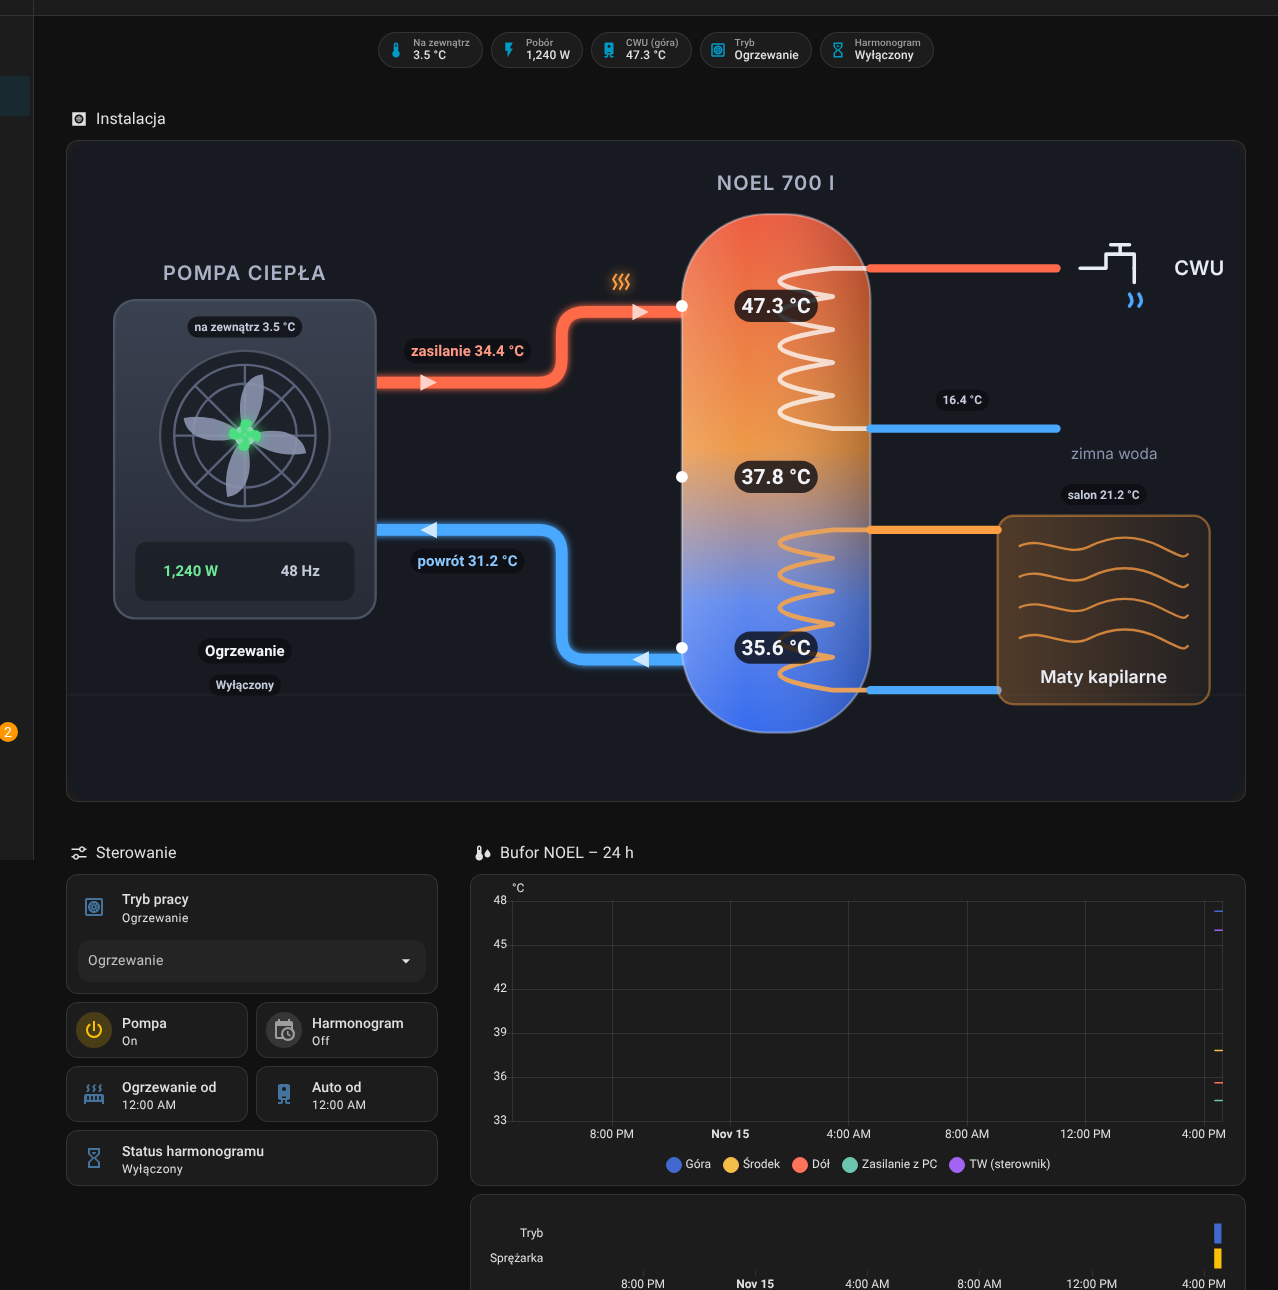 Na zewnątrz
3.5 °C
Pobór
1,240 W
CWU (góra)
47.3 °C
Tryb
Ogrzewanie
Harmonogram
Wyłączony
Instalacja
NOEL 700 l
POMPA CIEPŁA
CWU
na zewnątrz 3.5 °C
47.3 °C
zasilanie 34.4 °C
16.4 °C
zimna woda
37.8 °C
salon 21.2 °C
powrót 31.2 °C
1,240 W
48 Hz
Ogrzewanie
35.6 °C
Maty kapilarne
Wyłączony
2
Sterowanie
Tryb pracy
Ogrzewanie
Ogrzewanie
Pompa
On
Harmonogram
Off
Ogrzewanie od
12:00 AM
Auto od
12:00 AM
Status harmonogramu
Wyłączony
Bufor NOEL – 24 h
°C
48
45
42
39
36
33
8:00 PM
Nov 15
4:00 AM
8:00 AM
12:00 PM
4:00 PM
Góra
Środek
Dół
Zasilanie z PC
TW (sterownik)
Tryb
Sprężarka
8:00 PM
Nov 15
4:00 AM
8:00 AM
12:00 PM
4:00 PM